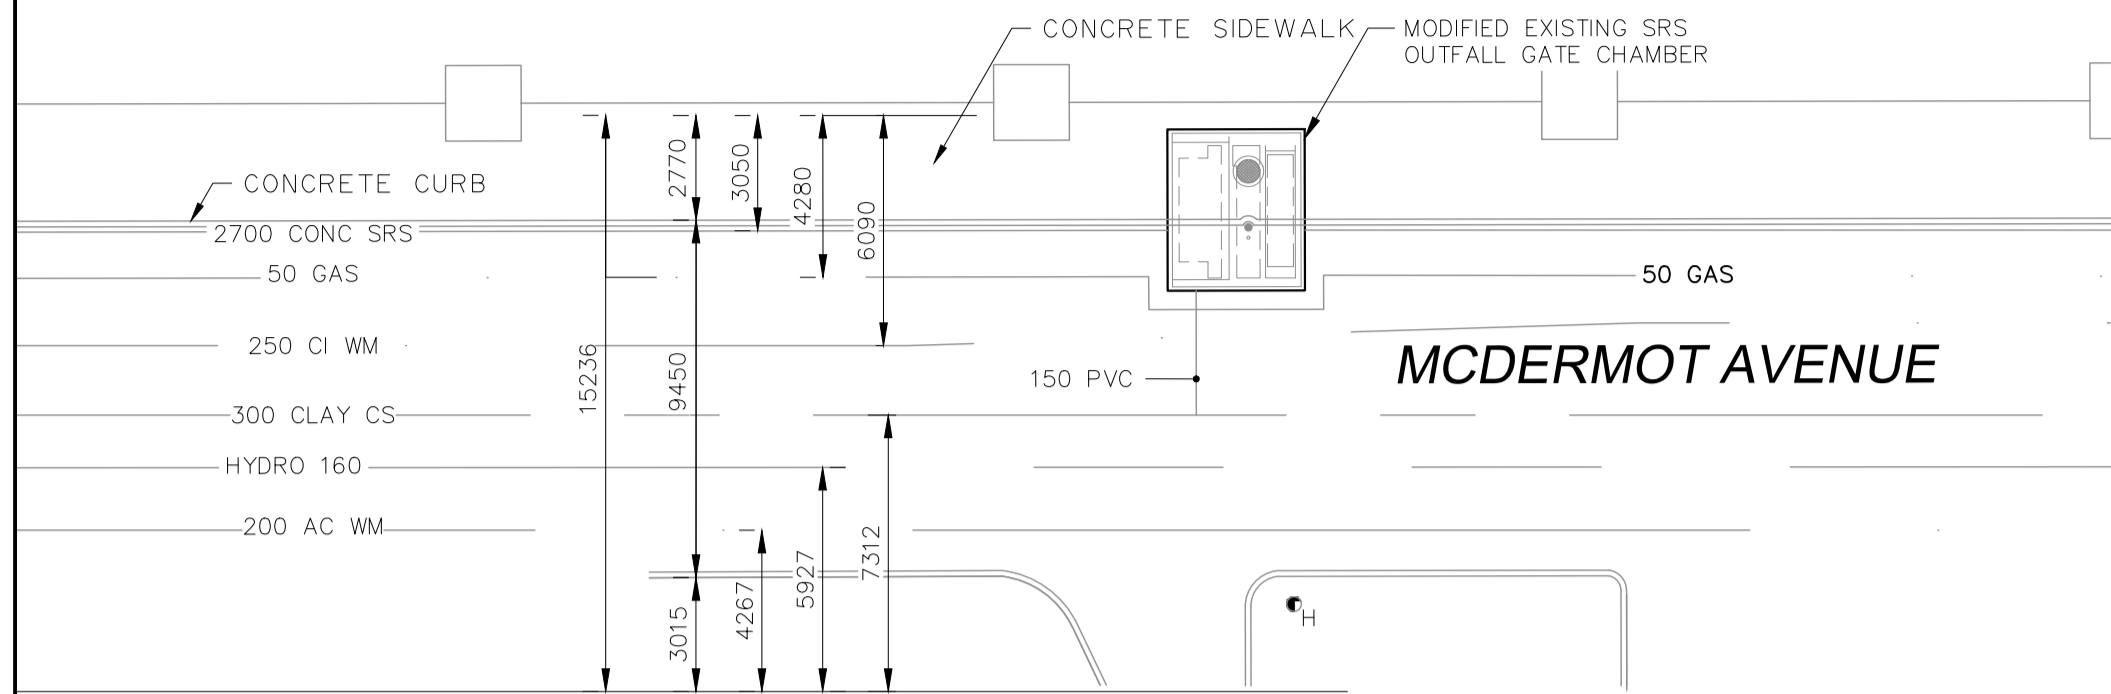 CONCRETE SIDEWALK
MODIFIED EXISTING SRS
OUTFALL GATE CHAMBER
CONCRETE CURB
2770
3050
4280
6090
2700 CONC SRS
50 GAS
50 GAS
250 CI WM
15236
9450
150 PVC
MCDERMOT AVENUE
300 CLAY CS
HYDRO 160
200 AC WM
3015
4267
5927
7312
H